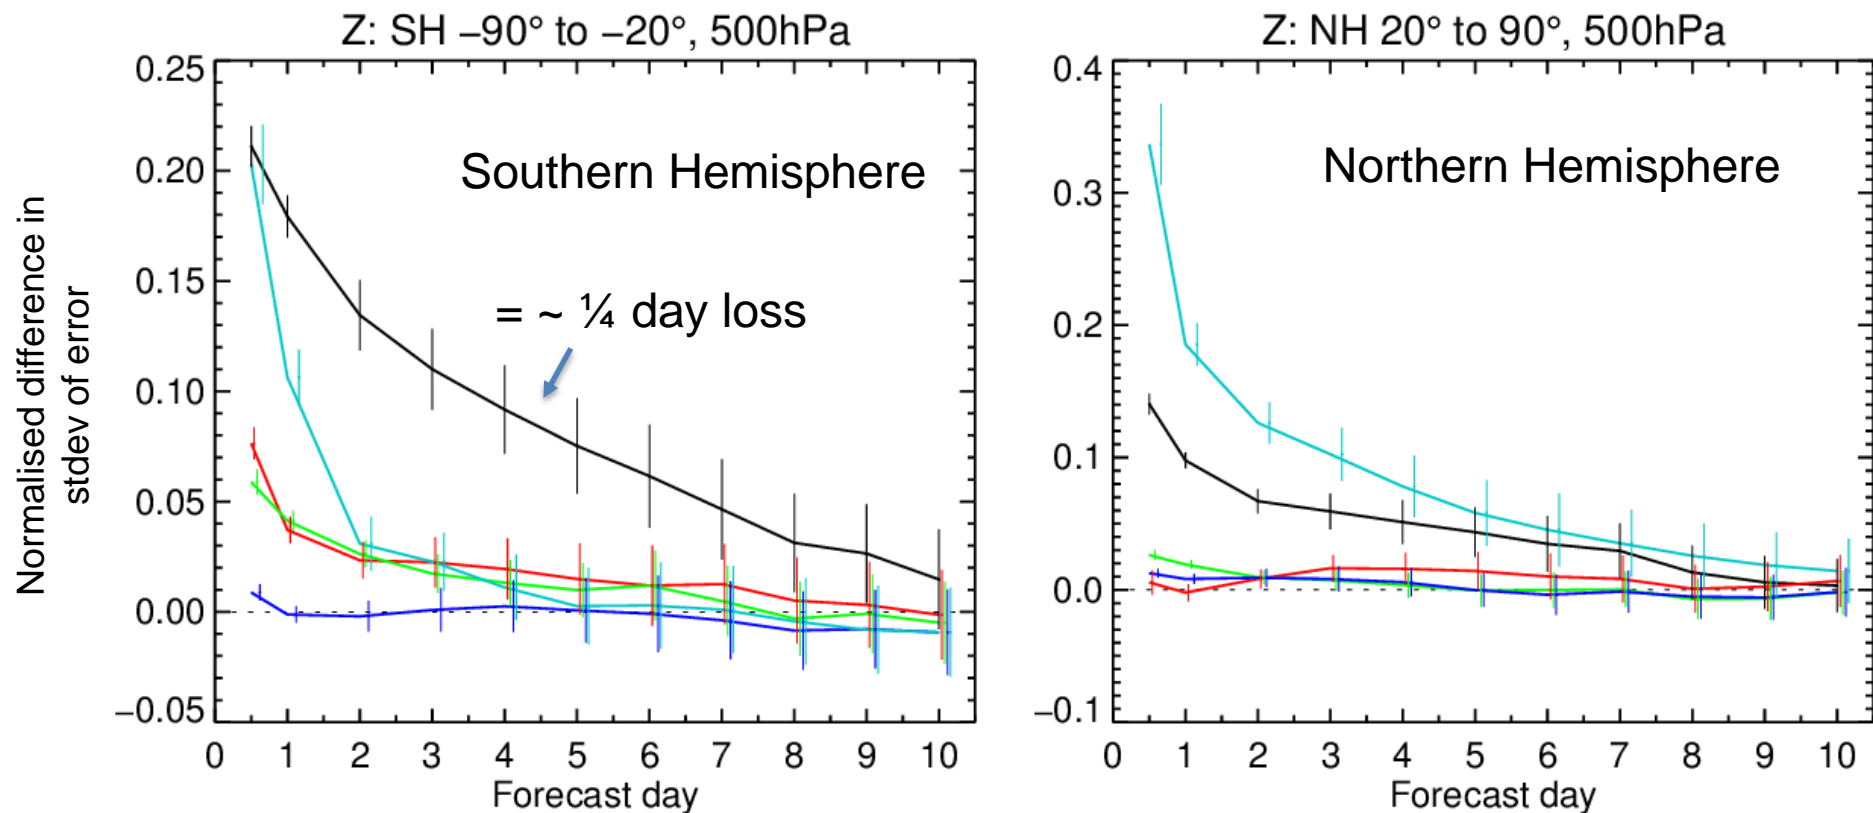 Z: SH −90° to −20°, 500hPa
0.25
0.20
0.15
0.10
0.05
0.00
−0.05
Normalised difference in
stdev of error
Southern Hemisphere
= ~ ¼ day loss
0 1 2 3 4 5 6 7 8 9 10
Forecast day
Z: NH 20° to 90°, 500hPa
0.4
0.3
0.2
0.1
0.0
−0.1
Northern Hemisphere
0 1 2 3 4 5 6 7 8 9 10
Forecast day